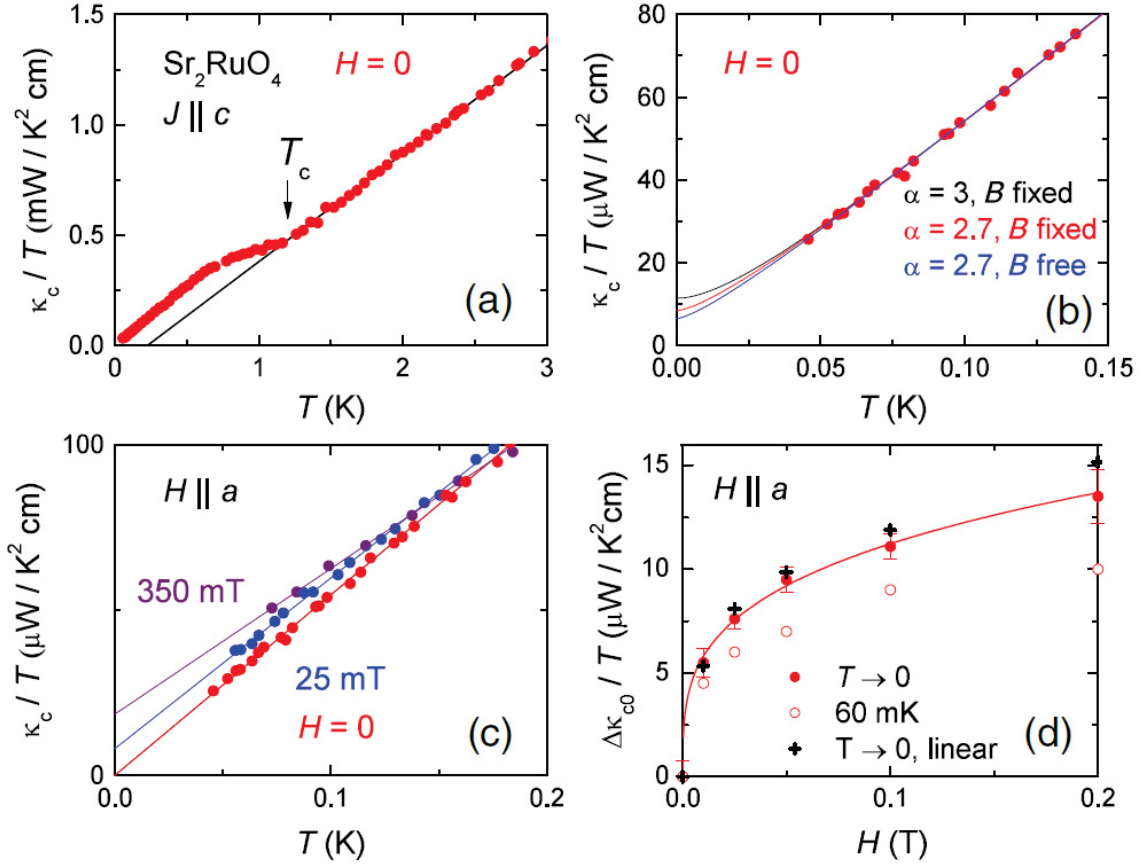 1.5
1.0
0.5
0.0
κc / T (mW / K² cm)
Sr₂RuO₄
J || c
H = 0
Tc
(a)
0
1
2
3
T (K)
80
60
40
20
0
κc / T (μW / K² cm)
H = 0
α = 3, B fixed
α = 2.7, B fixed
α = 2.7, B free
(b)
0.00
0.05
0.10
0.15
T (K)
100
0
κc / T (μW / K² cm)
H || a
350 mT
25 mT
H = 0
(c)
0.0
0.1
0.2
T (K)
15
10
5
0
Δκc0 / T (μW / K² cm)
H || a
T → 0
60 mK
T → 0, linear
(d)
0.0
0.1
0.2
H (T)